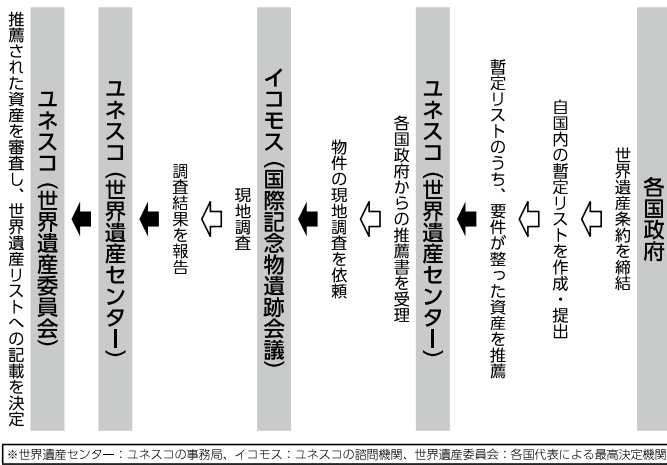 各国政府
世界遺産条約を締結
自国内の暫定リストを作成・提出
暫定リストのうち、要件が整った資産を推薦
ユネスコ（世界遺産センター）
各国政府からの推薦書を受理
物件の現地調査を依頼
イコモス（国際記念物遺跡会議）
現地調査
調査結果を報告
ユネスコ（世界遺産センター）
ユネスコ（世界遺産委員会）
推薦された資産を審査し、世界遺産リストへの記載を決定
※世界遺産センター：ユネスコの事務局、イコモス：ユネスコの諮問機関、世界遺産委員会：各国代表による最高決定機関